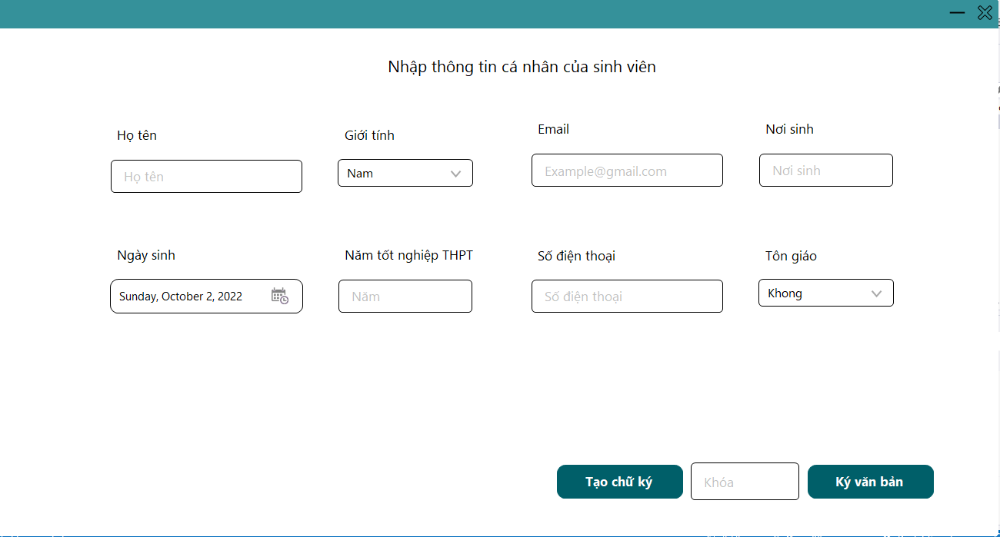 Nhập thông tin cá nhân của sinh viên
Họ tên
Giới tính
Email
Nơi sinh
Họ tên
Nam
Example@gmail.com
Nơi sinh
Ngày sinh
Năm tốt nghiệp THPT
Số điện thoại
Tôn giáo
Sunday, October 2, 2022
Năm
Số điện thoại
Khong
Tạo chữ ký
Khóa
Ký văn bản